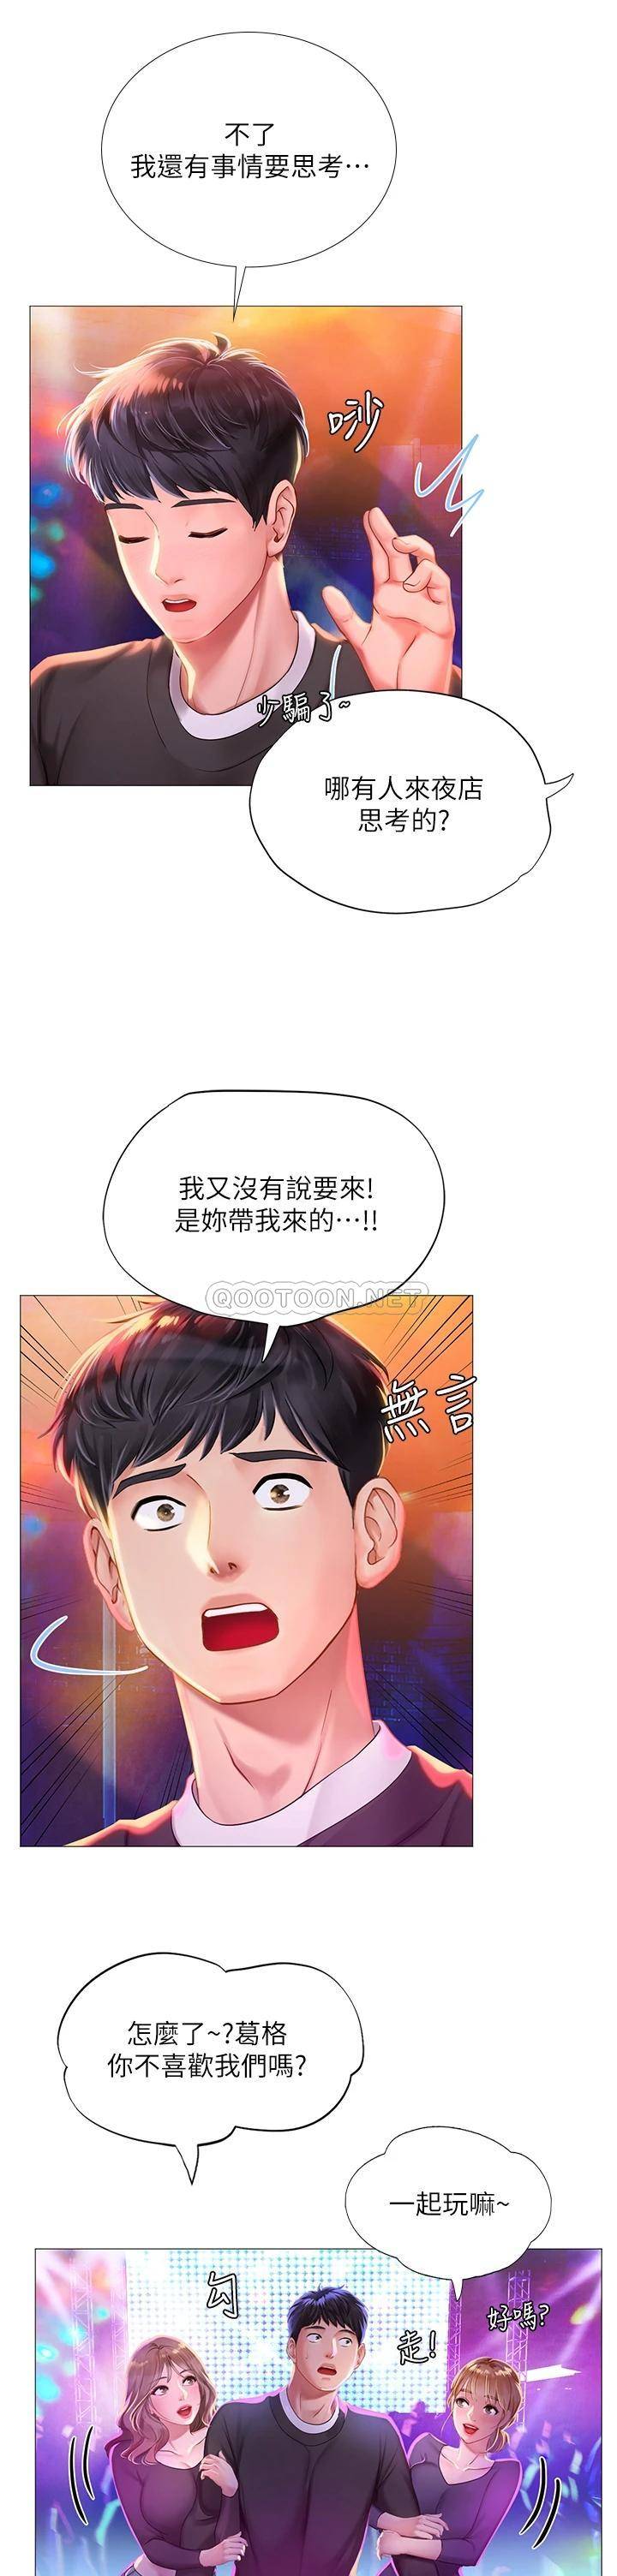 不了
我還有事情要思考…
唦
少騙了~
哪有人來夜店
思考的?
我又沒有說要來!
是妳帶我來的…!!
QOOTOON.NET
無言
怎麼了~?葛格
你不喜歡我們嗎?
一起玩嘛~
勾
走!
好嗎?